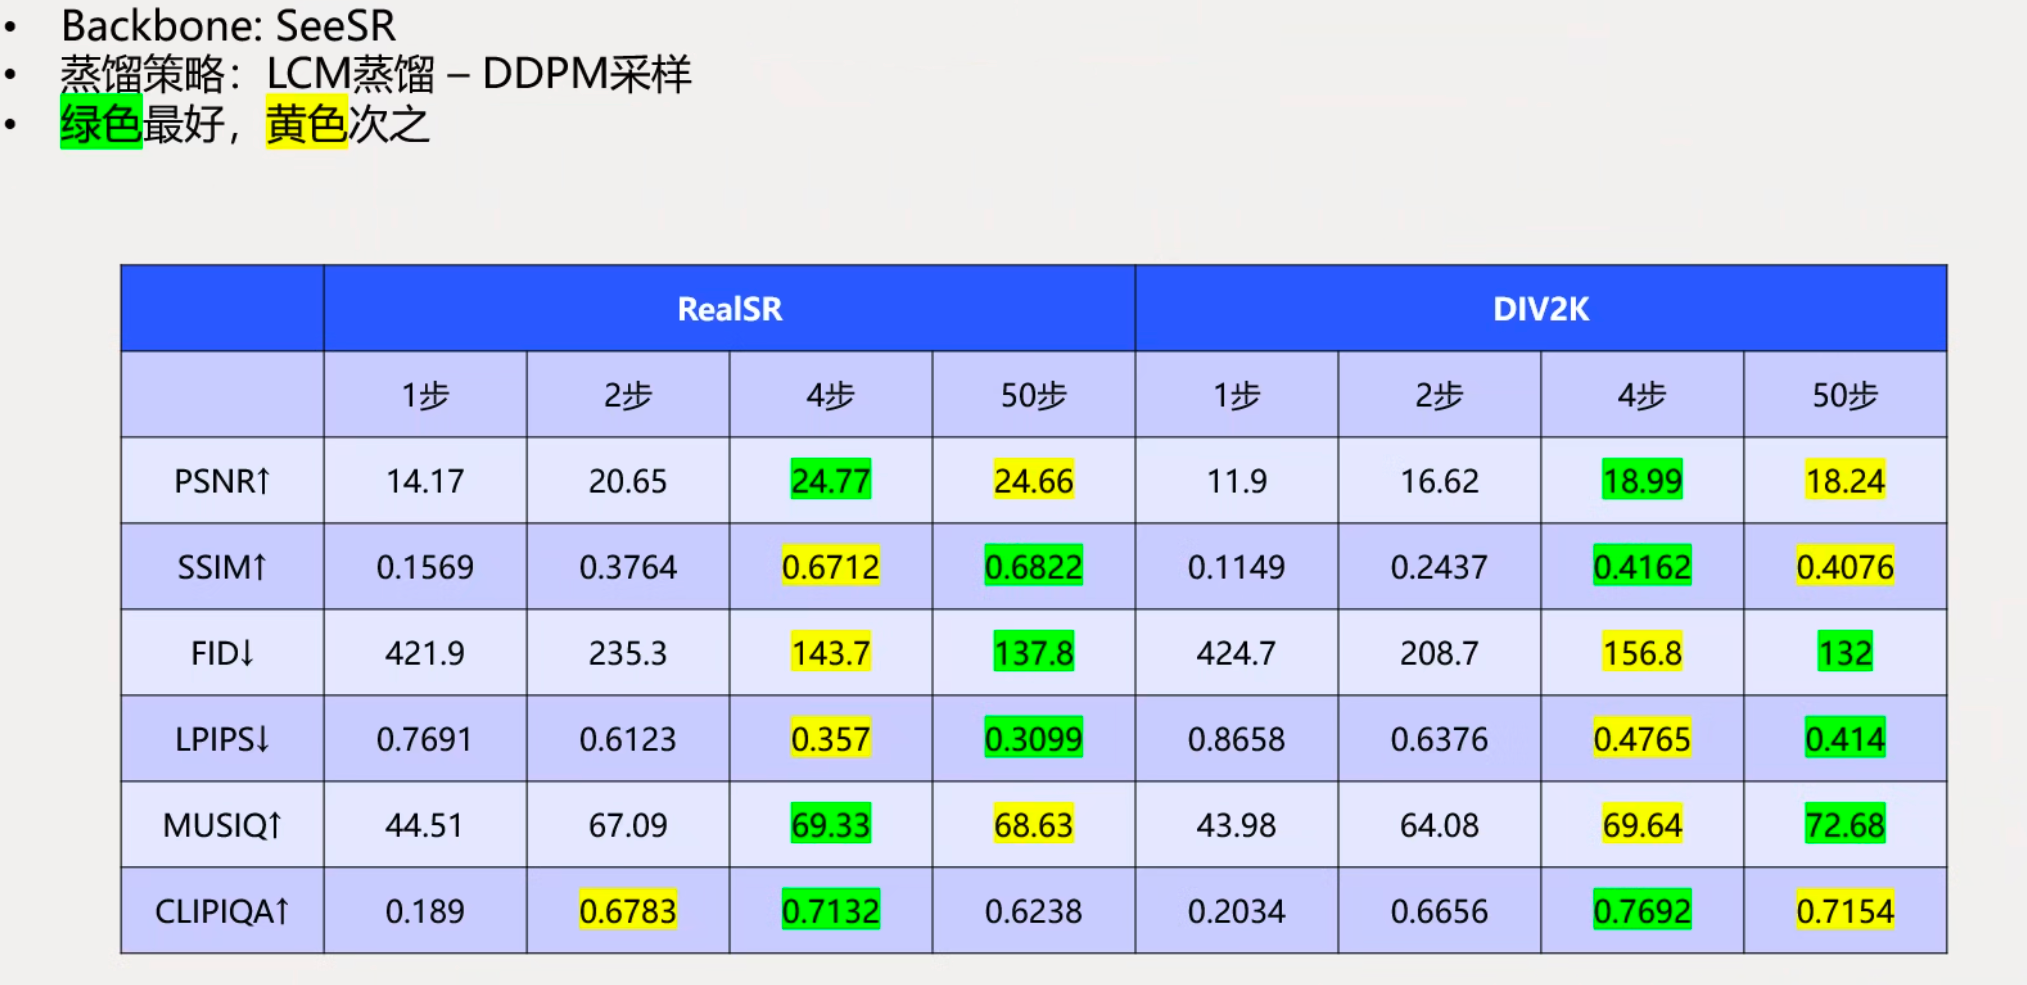 • Backbone: SeeSR
• 蒸馏策略：LCM蒸馏 – DDPM采样
• 绿色最好，黄色次之
RealSR DIV2K
1步 2步 4步 50步 1步 2步 4步 50步
PSNR↑ 14.17 20.65 24.77 24.66 11.9 16.62 18.99 18.24
SSIM↑ 0.1569 0.3764 0.6712 0.6822 0.1149 0.2437 0.4162 0.4076
FID↓ 421.9 235.3 143.7 137.8 424.7 208.7 156.8 132
LPIPS↓ 0.7691 0.6123 0.357 0.3099 0.8658 0.6376 0.4765 0.414
MUSIQ↑ 44.51 67.09 69.33 68.63 43.98 64.08 69.64 72.68
CLIPIQA↑ 0.189 0.6783 0.7132 0.6238 0.2034 0.6656 0.7692 0.7154